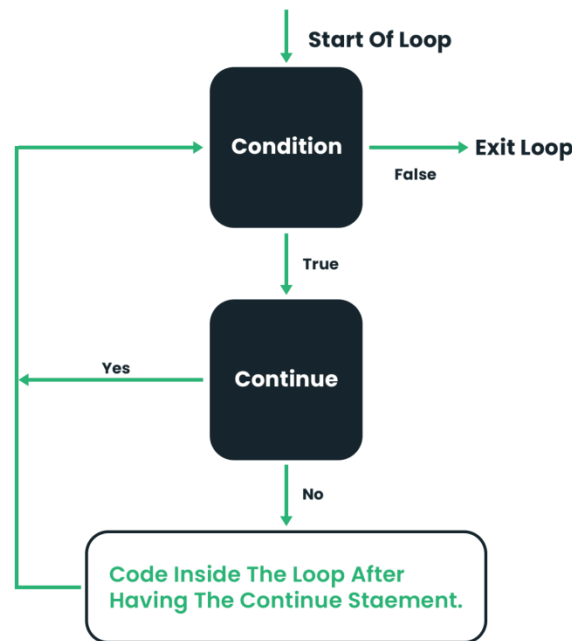 Start Of Loop
Condition
Exit Loop
False
True
Yes
Continue
No
Code Inside The Loop After
Having The Continue Staement.